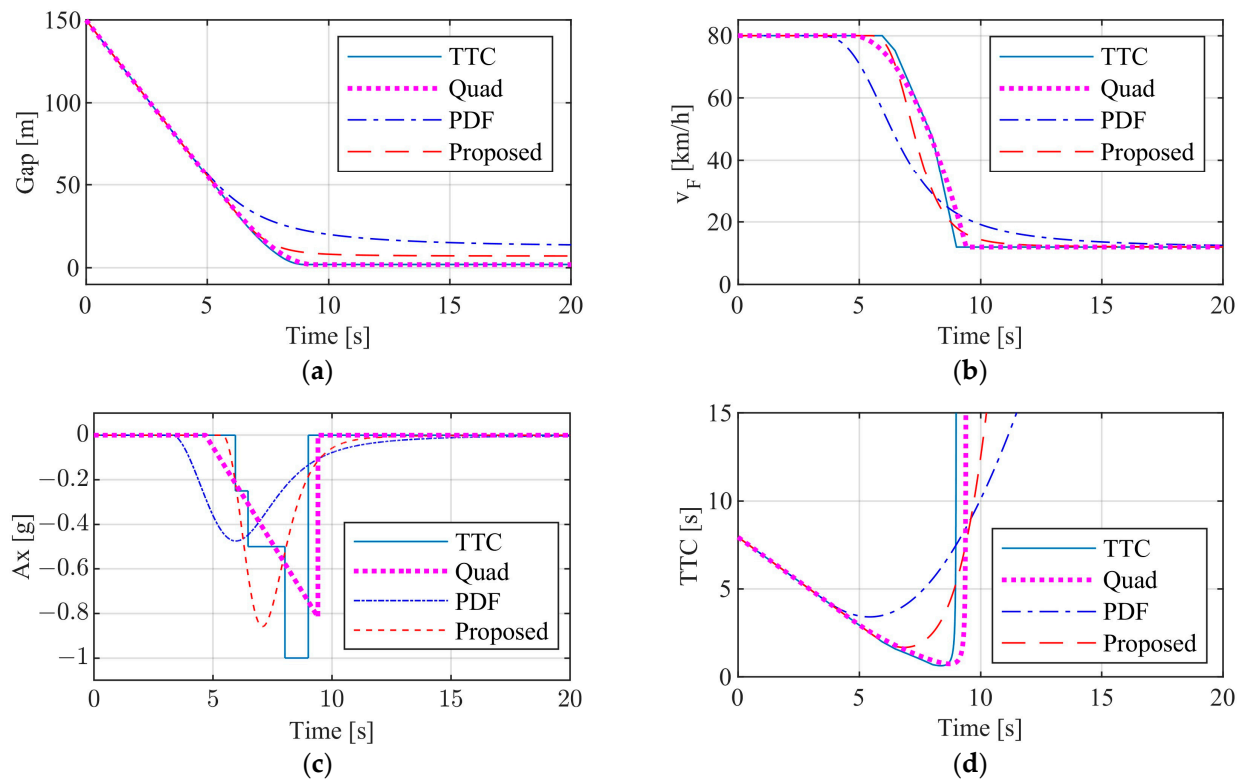 150
100
50
0
Gap [m]
0 5 10 15 20
Time [s]
TTC
Quad
PDF
Proposed
(a)
80
60
40
20
0
v_F [km/h]
0 5 10 15 20
Time [s]
TTC
Quad
PDF
Proposed
(b)
0
−0.2
−0.4
−0.6
−0.8
−1
Ax [g]
0 5 10 15 20
Time [s]
TTC
Quad
PDF
Proposed
(c)
15
10
5
0
TTC [s]
0 5 10 15 20
Time [s]
TTC
Quad
PDF
Proposed
(d)